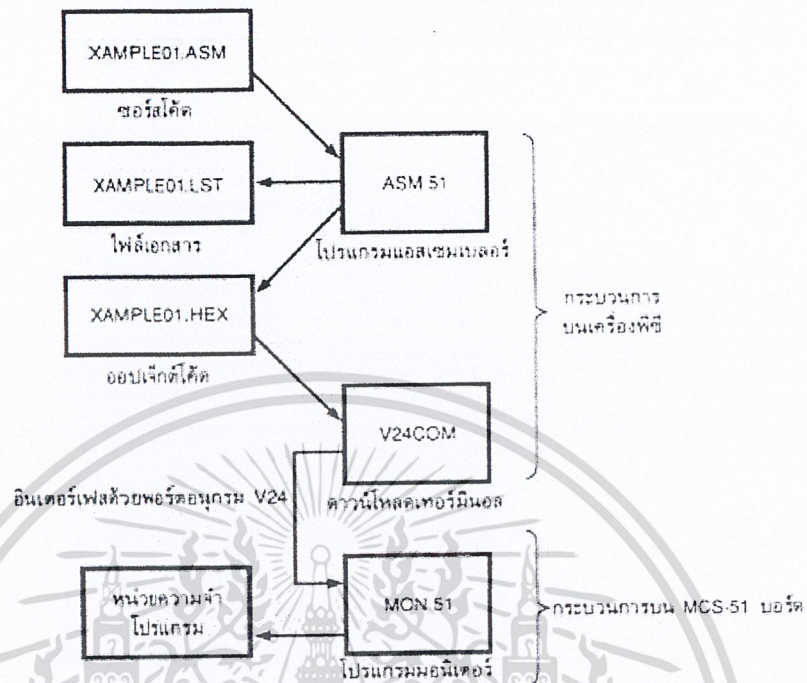 XAMPLE01.ASM
ซอร์สโค้ด
XAMPLE01.LST
ASM 51
ไฟล์เอกสาร
โปรแกรมแอสเซมเบลอร์
XAMPLE01.HEX
กระบวนการ
บนเครื่องพีซี
ออปเจ็กต์โค้ด
V24COM
อินเตอร์เฟสด้วยพอร์ตอนุกรม V24
ดาวน์โหลดเทอร์มินอล
หน่วยความจำ
โปรแกรม
MON 51
กระบวนการบน MCS-51 บอร์ด
โปรแกรมมอนิเตอร์